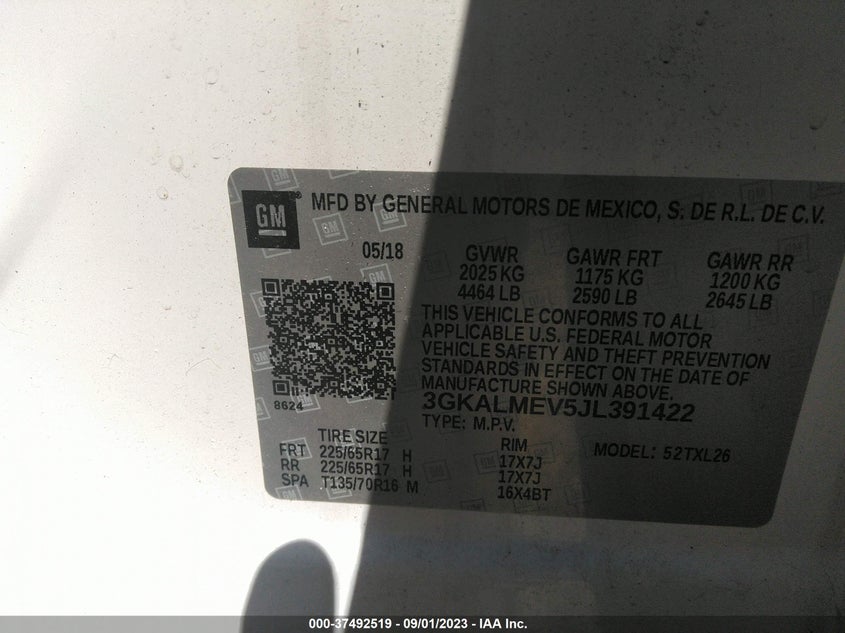 GM
MFD BY GENERAL MOTORS DE MEXICO, S. DE R.L. DE C.V.
05/18
GVWR GAWR FRT GAWR RR
2025 KG 1175 KG 1200 KG
4464 LB 2590 LB 2645 LB
THIS VEHICLE CONFORMS TO ALL
APPLICABLE U.S. FEDERAL MOTOR
VEHICLE SAFETY AND THEFT PREVENTION
STANDARDS IN EFFECT ON THE DATE OF
MANUFACTURE SHOWN ABOVE.
8624
3GKALMEV5JL391422
TYPE: M.P.V.
MODEL: 52TXL26
TIRE SIZE RIM
FRT 225/65R17 H 17X7J
RR 225/65R17 H 17X7J
SPA T135/70R16 M 16X4BT
000-37492519 - 09/01/2023 - IAA Inc.